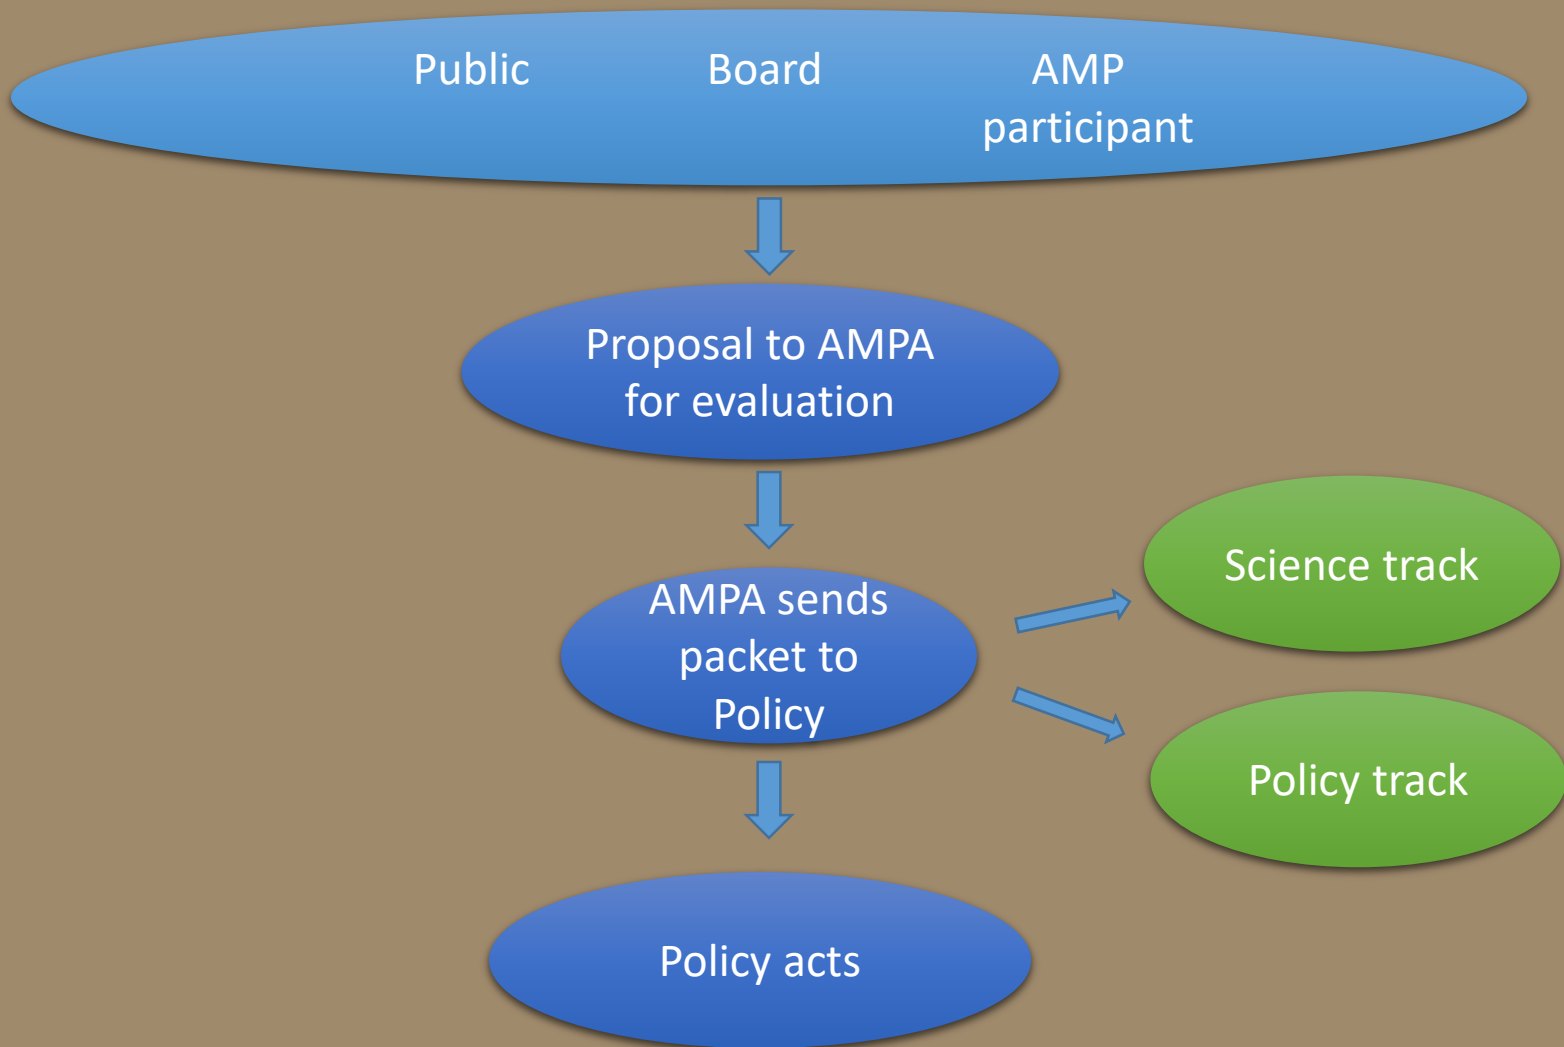 Public Board AMP
participant
Proposal to AMPA
for evaluation
AMPA sends
packet to
Policy
Science track
Policy track
Policy acts